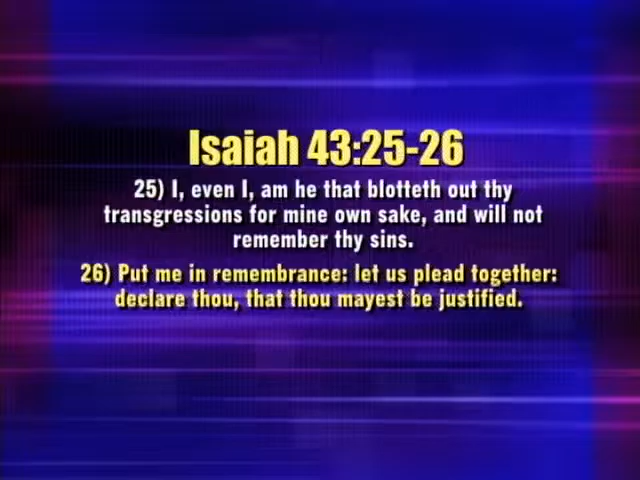 Isaiah 43:25-26
25) I, even I, am he that blotteth out thy
transgressions for mine own sake, and will not
remember thy sins.
26) Put me in remembrance: let us plead together:
declare thou, that thou mayest be justified.